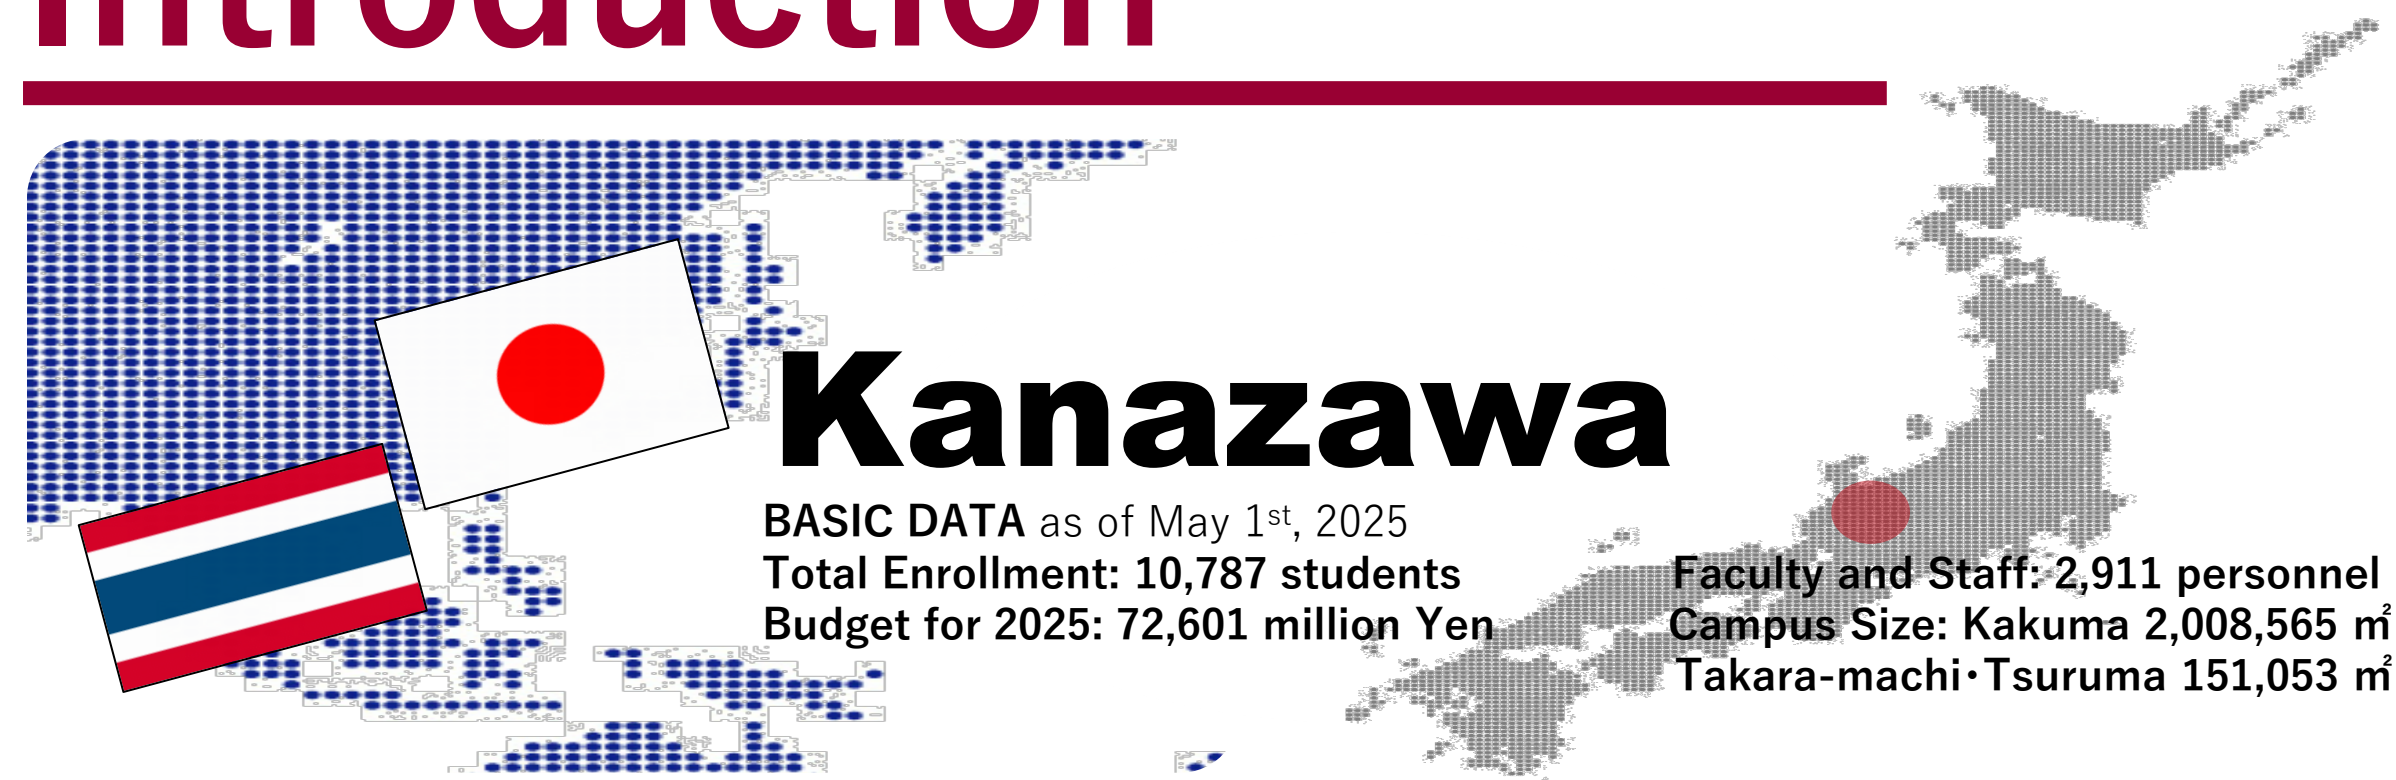 Introduction
Kanazawa
BASIC DATA as of May 1st, 2025
Total Enrollment: 10,787 students
Budget for 2025: 72,601 million Yen
Faculty and Staff: 2,911 personnel
Campus Size: Kakuma 2,008,565 ㎡
Takara-machi・Tsuruma 151,053 ㎡